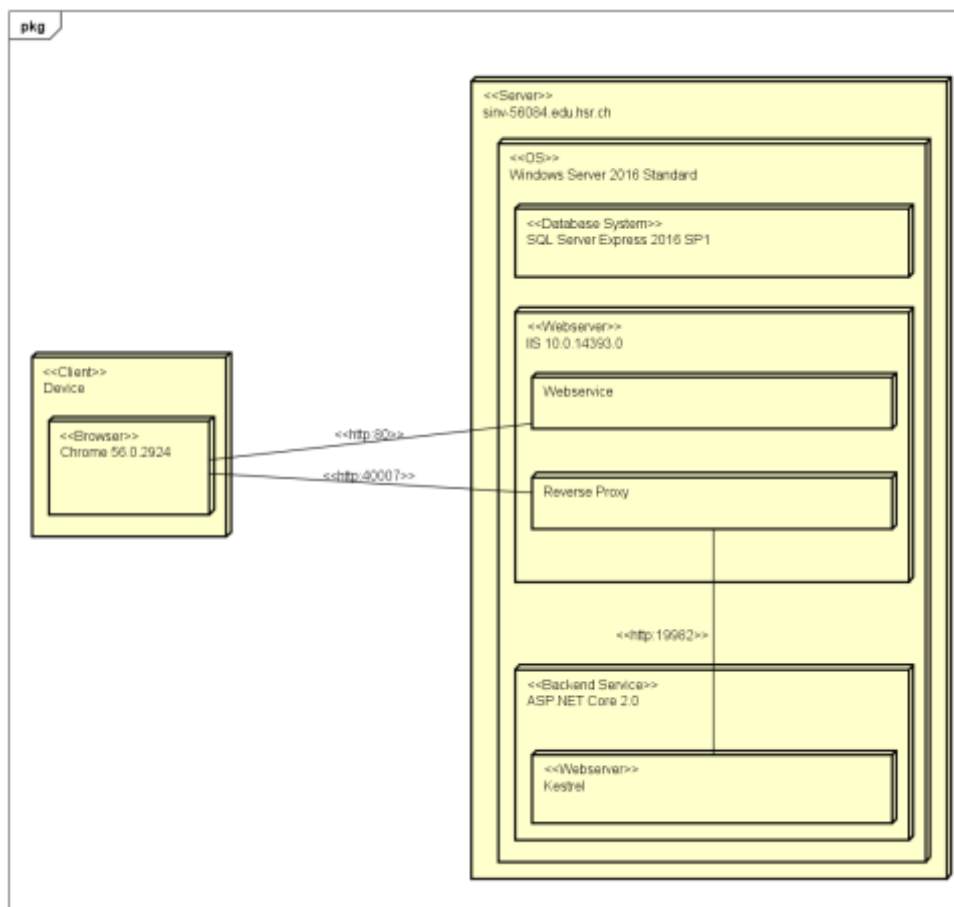 pkg
<<Server>>
sinv-56084.edu.hsr.ch
<<OS>>
Windows Server 2016 Standard
<<Database System>>
SQL Server Express 2016 SP1
<<Webserver>>
IIS 10.0.14393.0
Webservice
Reverse Proxy
<<Client>>
Device
<<Browser>>
Chrome 56.0.2924
<<http:80>>
<<http:40007>>
<<http:19982>>
<<Backend Service>>
ASP.NET Core 2.0
<<Webserver>>
Kestrel